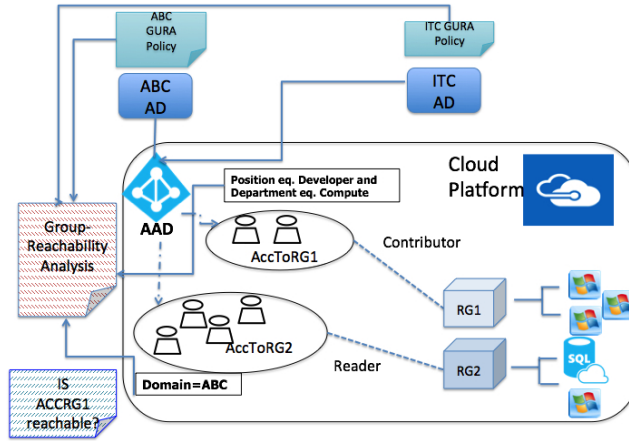 ABC
GURA
Policy
ITC GURA
Policy
ABC
AD
ITC
AD
Cloud
Platform
Position eq. Developer and
Department eq. Compute
AAD
Group-
Reachability
Analysis
AccToRG1
Contributor
RG1
AccToRG2
Reader
RG2
SQL
Domain=ABC
IS
ACCRG1
reachable?